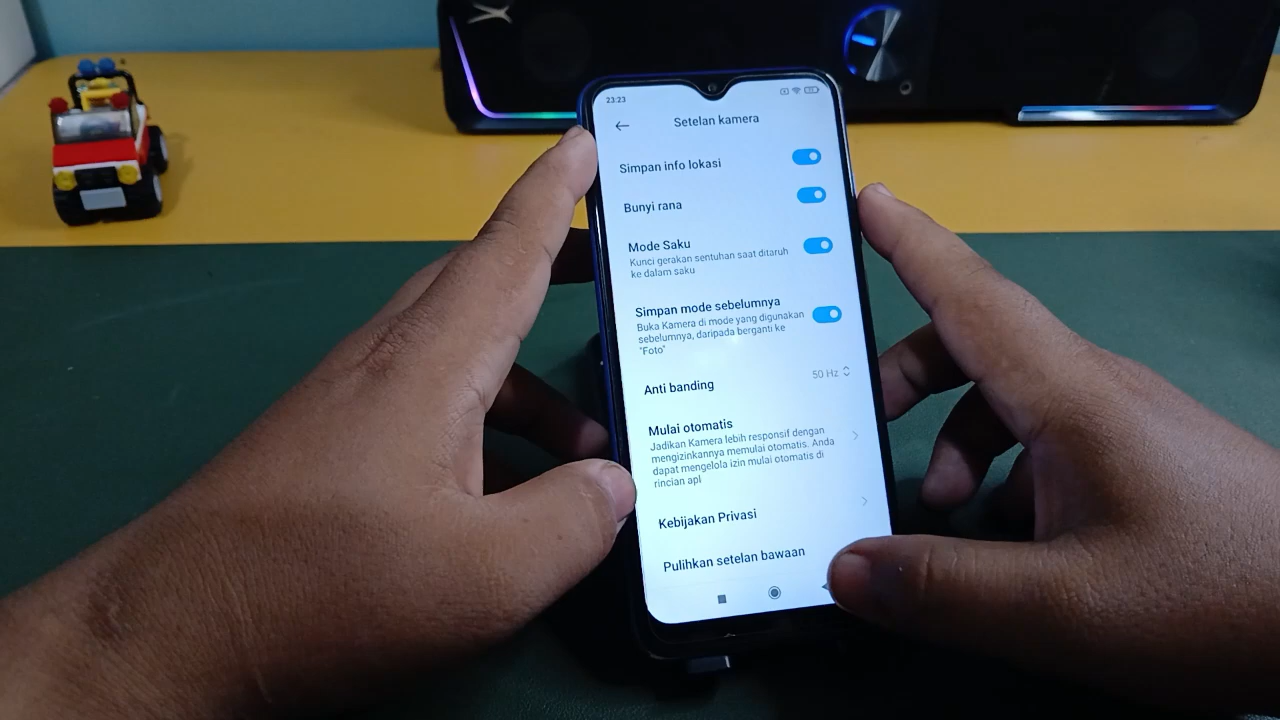 23:23
Setelan kamera
Simpan info lokasi
Bunyi rana
Mode Saku
Kunci gerakan sentuhan saat ditaruh
ke dalam saku
Simpan mode sebelumnya
Buka Kamera di mode yang digunakan
sebelumnya, daripada berganti ke
"Foto"
Anti banding
50 Hz
Mulai otomatis
Jadikan Kamera lebih responsif dengan
mengizinkannya memulai otomatis. Anda
dapat mengelola izin mulai otomatis di
rincian apl
Kebijakan Privasi
Pulihkan setelan bawaan